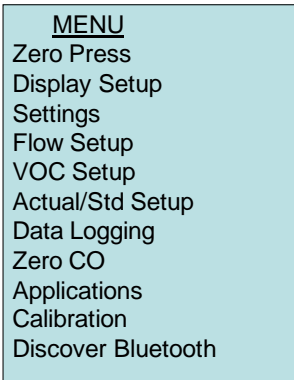 MENU
Zero Press
Display Setup
Settings
Flow Setup
VOC Setup
Actual/Std Setup
Data Logging
Zero CO
Applications
Calibration
Discover Bluetooth